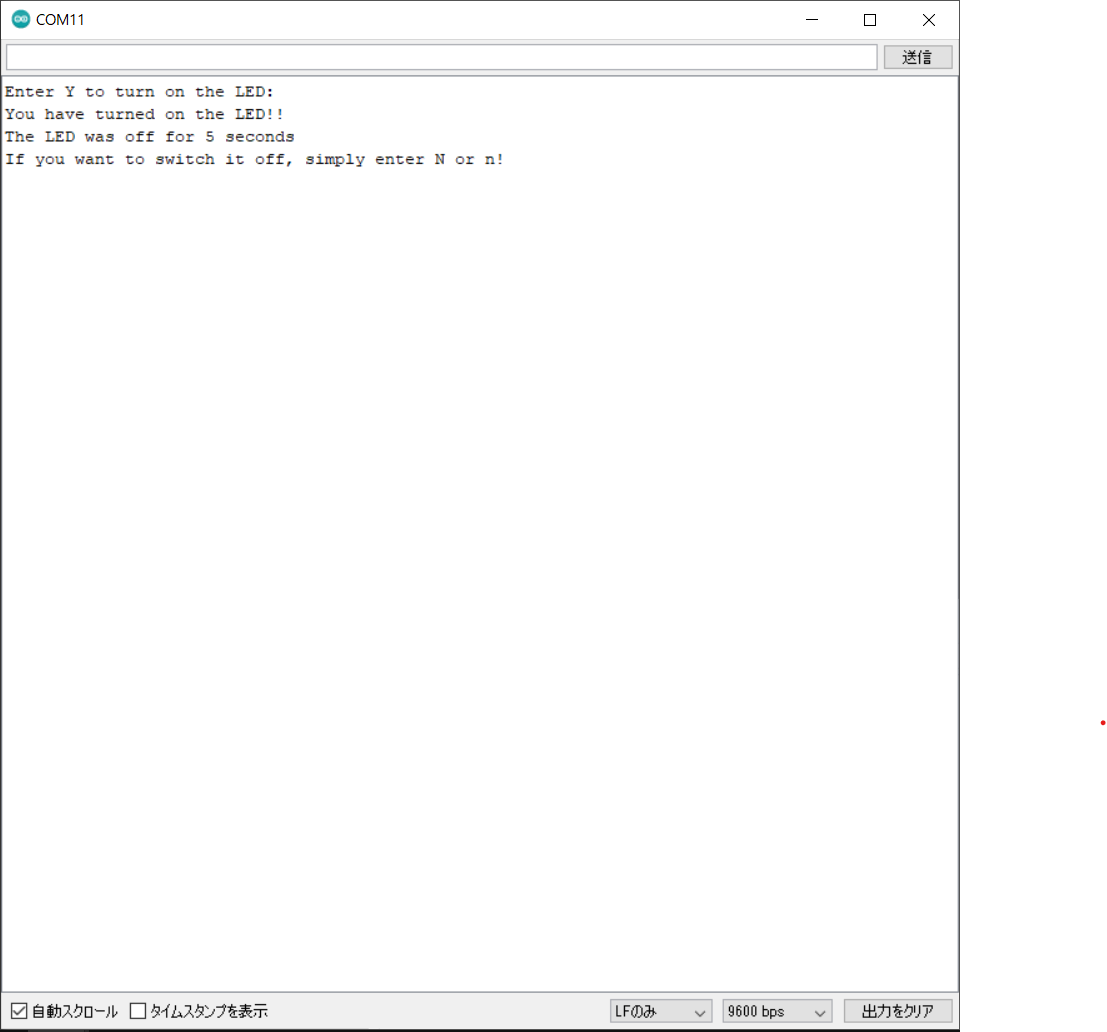 COM11
送信
Enter Y to turn on the LED:
You have turned on the LED!!
The LED was off for 5 seconds
If you want to switch it off, simply enter N or n!
自動スクロール タイムスタンプを表示 LFのみ 9600 bps 出力をクリア